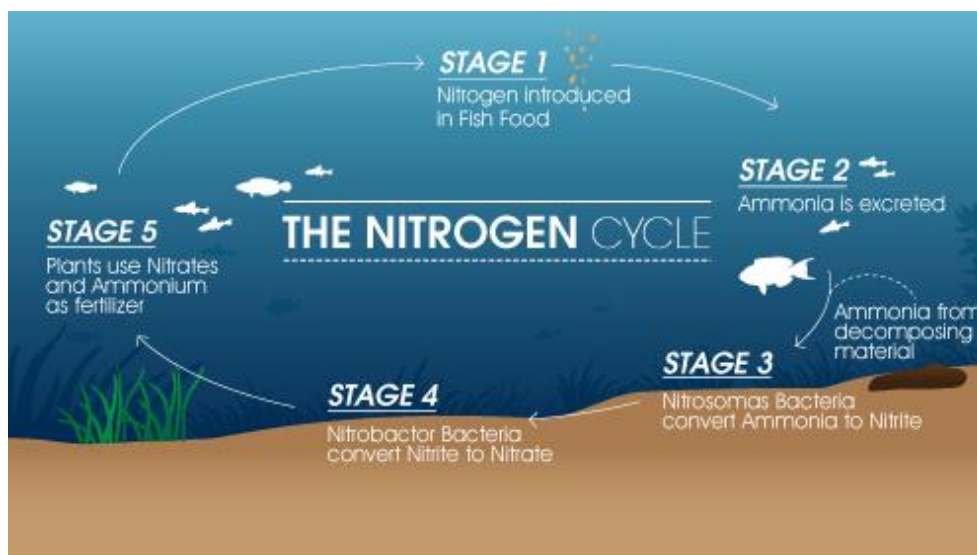 STAGE 1
Nitrogen introduced
in Fish Food
STAGE 2
Ammonia is excreted
THE NITROGEN CYCLE
STAGE 5
Plants use Nitrates
and Ammonium
as fertilizer
Ammonia from
decomposing
material
STAGE 3
Nitrosomas Bacteria
convert Ammonia to Nitrite
STAGE 4
Nitrobactor Bacteria
convert Nitrite to Nitrate